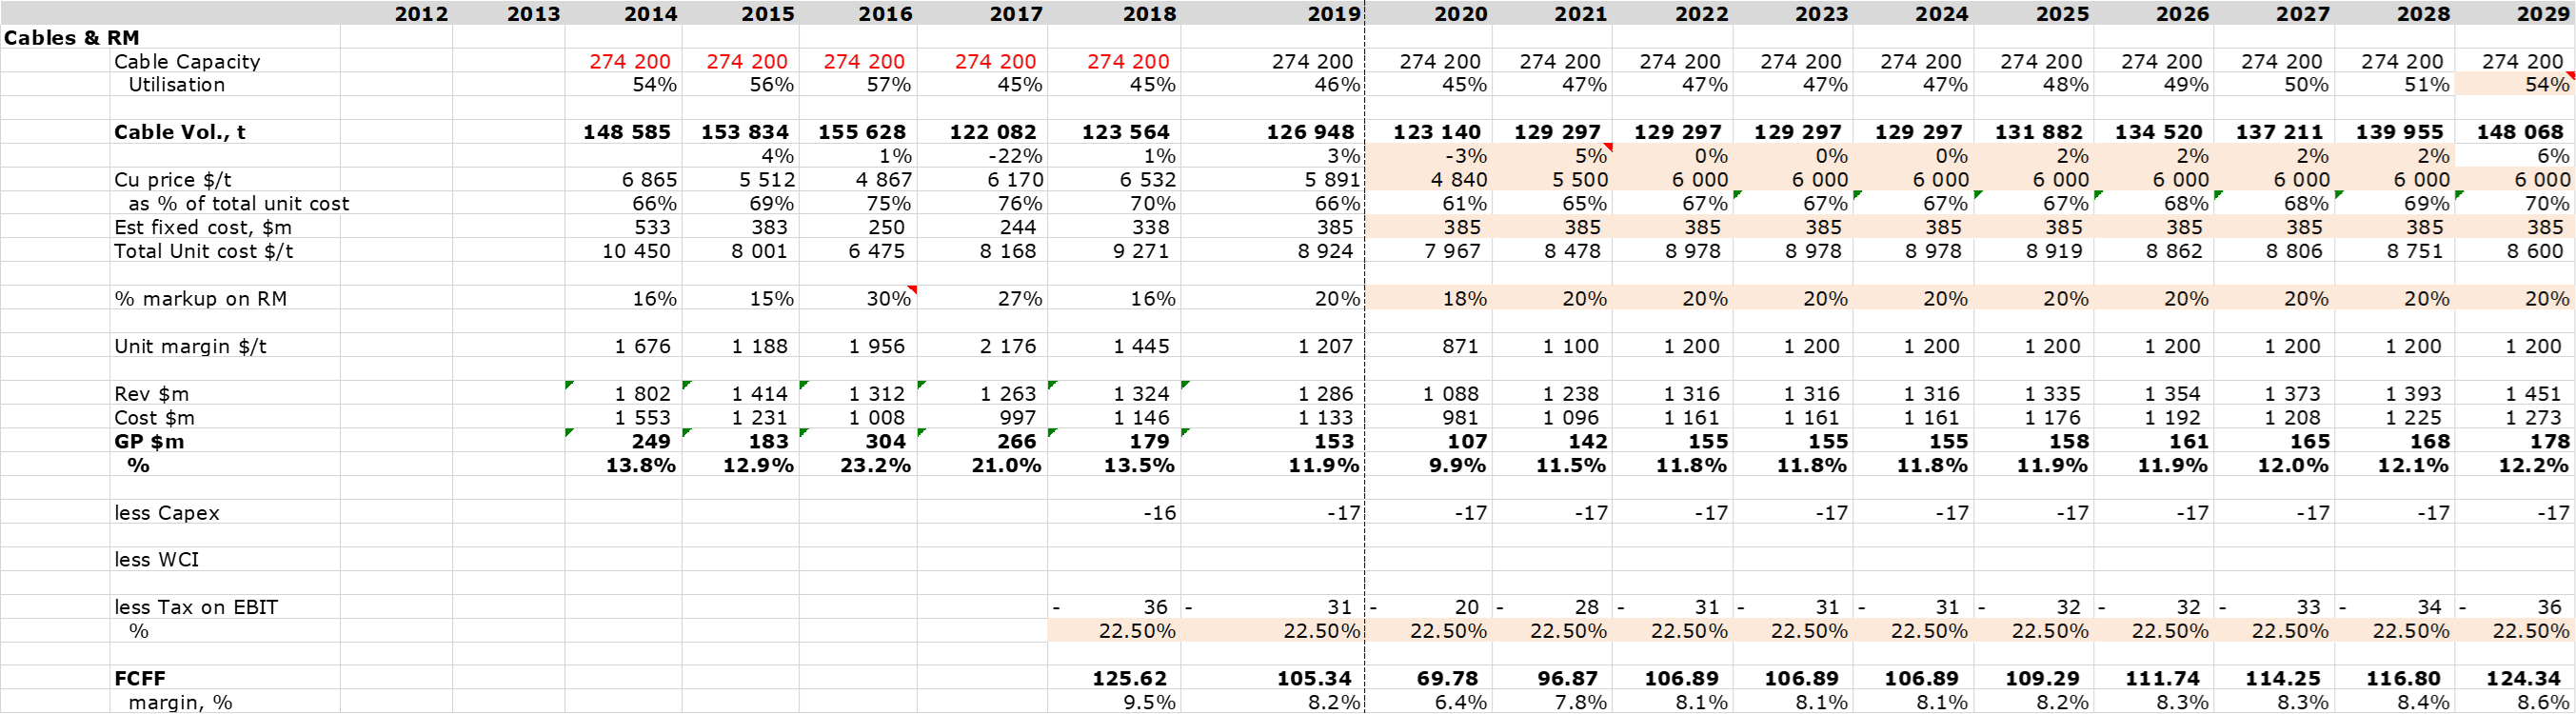 2012 2013 2014 2015 2016 2017 2018 2019 2020 2021 2022 2023 2024 2025 2026 2027 2028 2029
Cables & RM
Cable Capacity 274 200 274 200 274 200 274 200 274 200 274 200 274 200 274 200 274 200 274 200 274 200 274 200 274 200 274 200 274 200 274 200
Utilisation 54% 56% 57% 45% 45% 46% 45% 47% 47% 47% 47% 48% 49% 50% 51% 54%
Cable Vol., t 148 585 153 834 155 628 122 082 123 564 126 948 123 140 129 297 129 297 129 297 129 297 131 882 134 520 137 211 139 955 148 068
4% 1% -22% 1% 3% -3% 5% 0% 0% 0% 2% 2% 2% 2% 6%
Cu price $/t 6 865 5 512 4 867 6 170 6 532 5 891 4 840 5 500 6 000 6 000 6 000 6 000 6 000 6 000 6 000 6 000
as % of total unit cost 66% 69% 75% 76% 70% 66% 61% 65% 67% 67% 67% 67% 68% 68% 69% 70%
Est fixed cost, $m 533 383 250 244 338 385 385 385 385 385 385 385 385 385 385 385
Total Unit cost $/t 10 450 8 001 6 475 8 168 9 271 8 924 7 967 8 478 8 978 8 978 8 978 8 919 8 862 8 806 8 751 8 600
% markup on RM 16% 15% 30% 27% 16% 20% 18% 20% 20% 20% 20% 20% 20% 20% 20% 20%
Unit margin $/t 1 676 1 188 1 956 2 176 1 445 1 207 871 1 100 1 200 1 200 1 200 1 200 1 200 1 200 1 200 1 200
Rev $m 1 802 1 414 1 312 1 263 1 324 1 286 1 088 1 238 1 316 1 316 1 316 1 335 1 354 1 373 1 393 1 451
Cost $m 1 553 1 231 1 008 997 1 146 1 133 981 1 096 1 161 1 161 1 161 1 176 1 192 1 208 1 225 1 273
GP $m 249 183 304 266 179 153 107 142 155 155 155 158 161 165 168 178
% 13.8% 12.9% 23.2% 21.0% 13.5% 11.9% 9.9% 11.5% 11.8% 11.8% 11.8% 11.9% 11.9% 12.0% 12.1% 12.2%
less Capex -16 -17 -17 -17 -17 -17 -17 -17 -17 -17 -17 -17
less WCI
less Tax on EBIT - 36 - 31 - 20 - 28 - 31 - 31 - 31 - 32 - 32 - 33 - 34 - 36
% 22.50% 22.50% 22.50% 22.50% 22.50% 22.50% 22.50% 22.50% 22.50% 22.50% 22.50% 22.50%
FCFF 125.62 105.34 69.78 96.87 106.89 106.89 106.89 109.29 111.74 114.25 116.80 124.34
margin, % 9.5% 8.2% 6.4% 7.8% 8.1% 8.1% 8.1% 8.2% 8.3% 8.3% 8.4% 8.6%